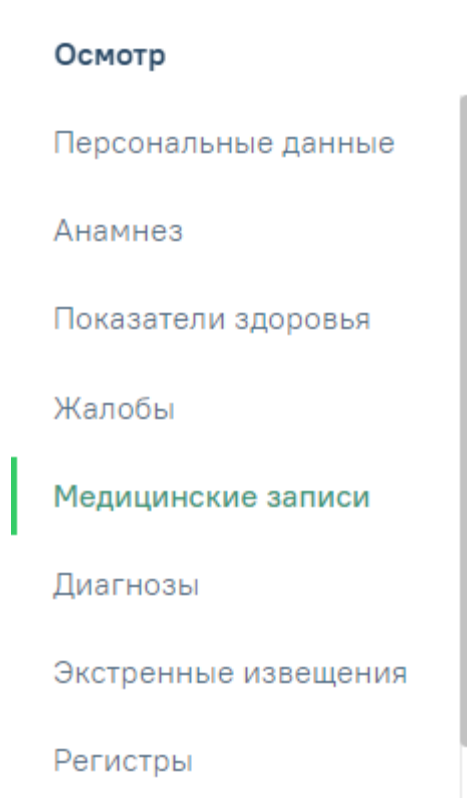 Осмотр
Персональные данные
Анамнез
Показатели здоровья
Жалобы
Медицинские записи
Диагнозы
Экстренные извещения
Регистры